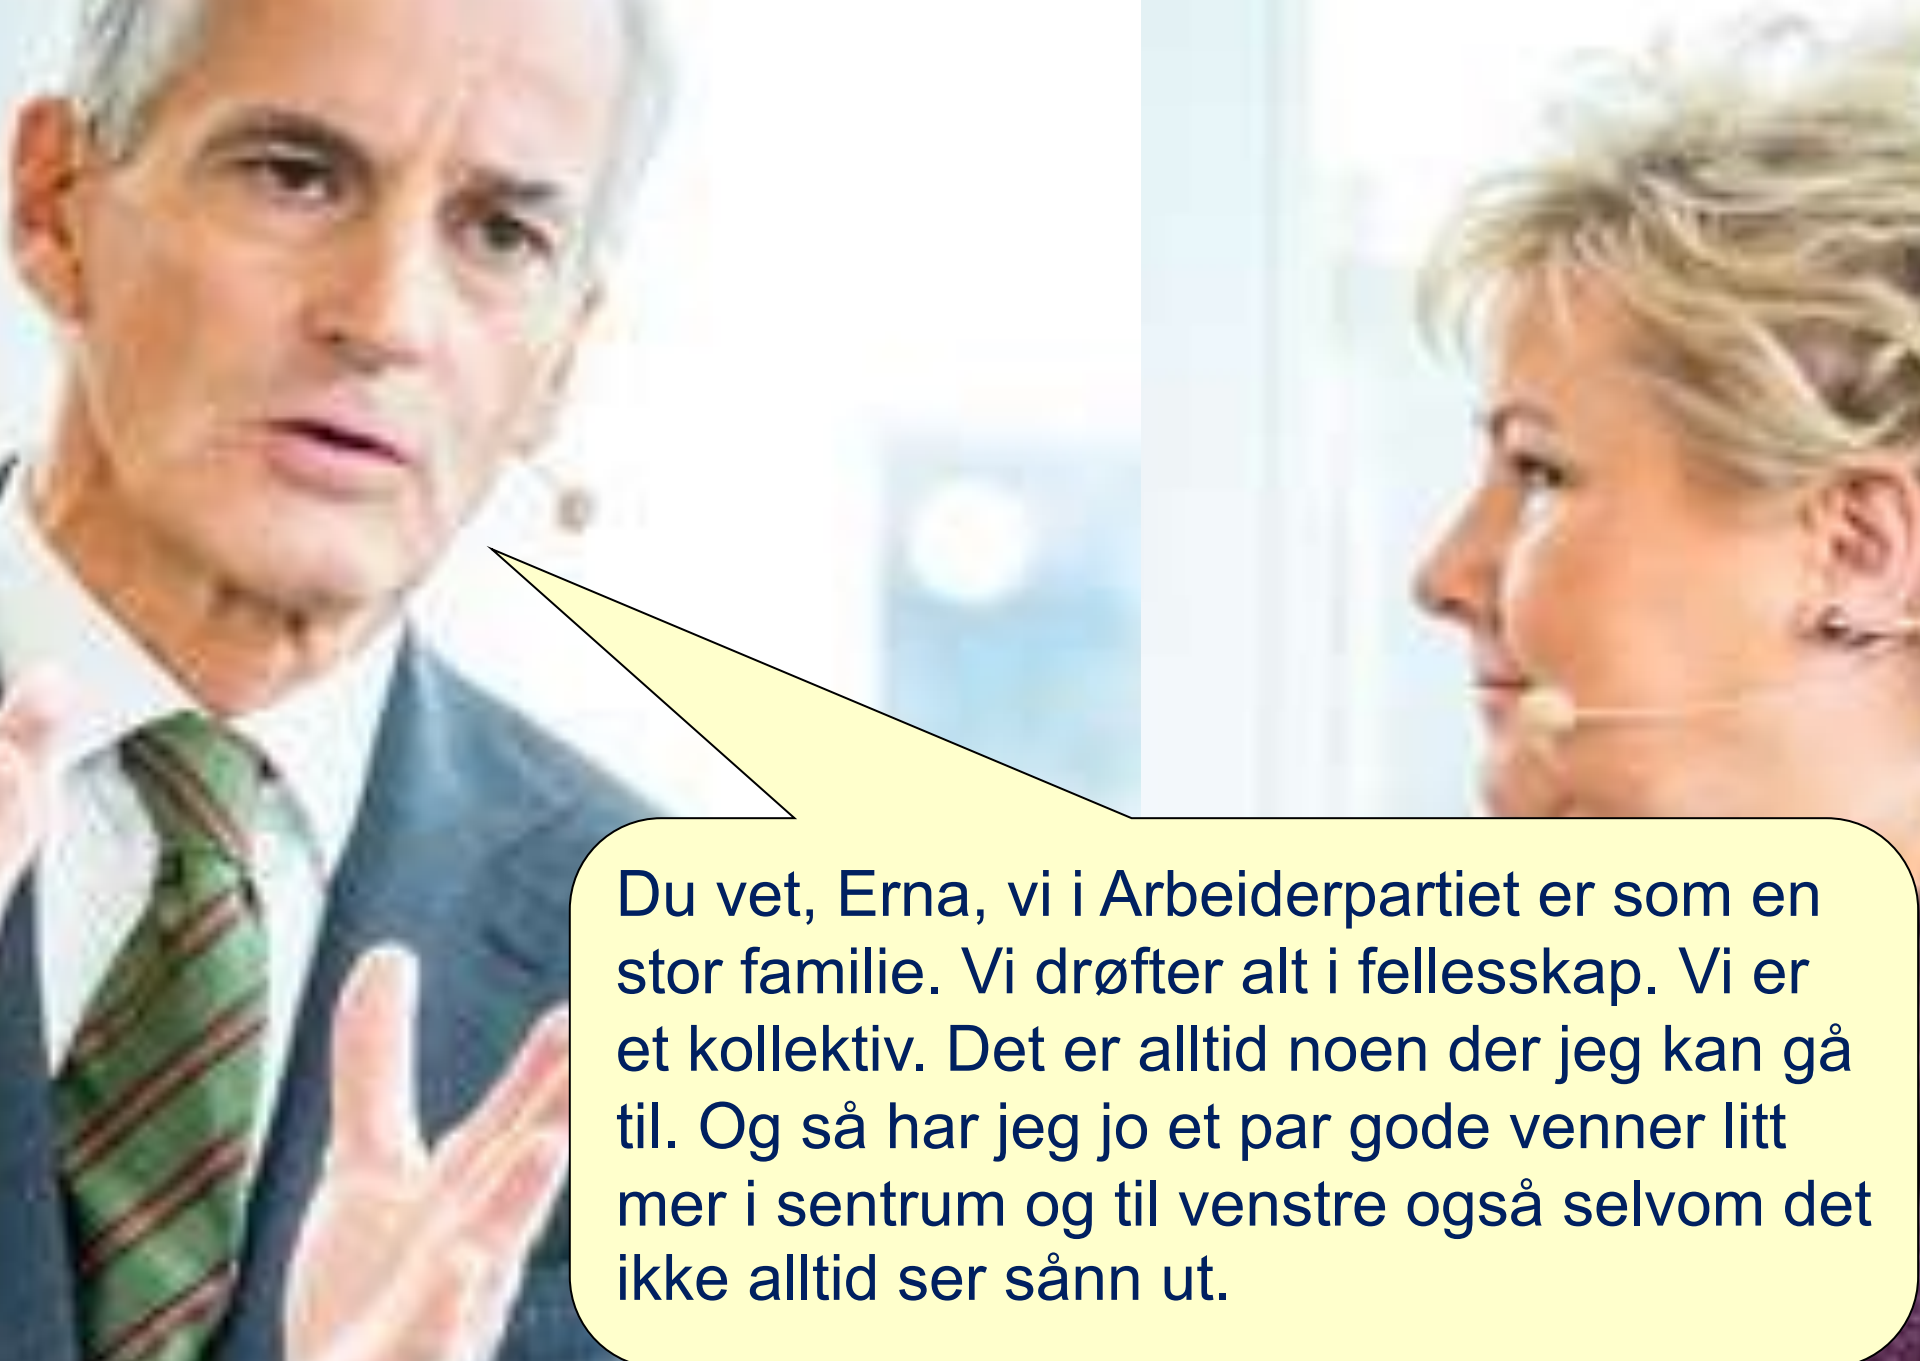 Du vet, Erna, vi i Arbeiderpartiet er som en
stor familie. Vi drøfter alt i fellesskap. Vi er
et kollektiv. Det er alltid noen der jeg kan gå
til. Og så har jeg jo et par gode venner litt
mer i sentrum og til venstre også selvom det
ikke alltid ser sånn ut.